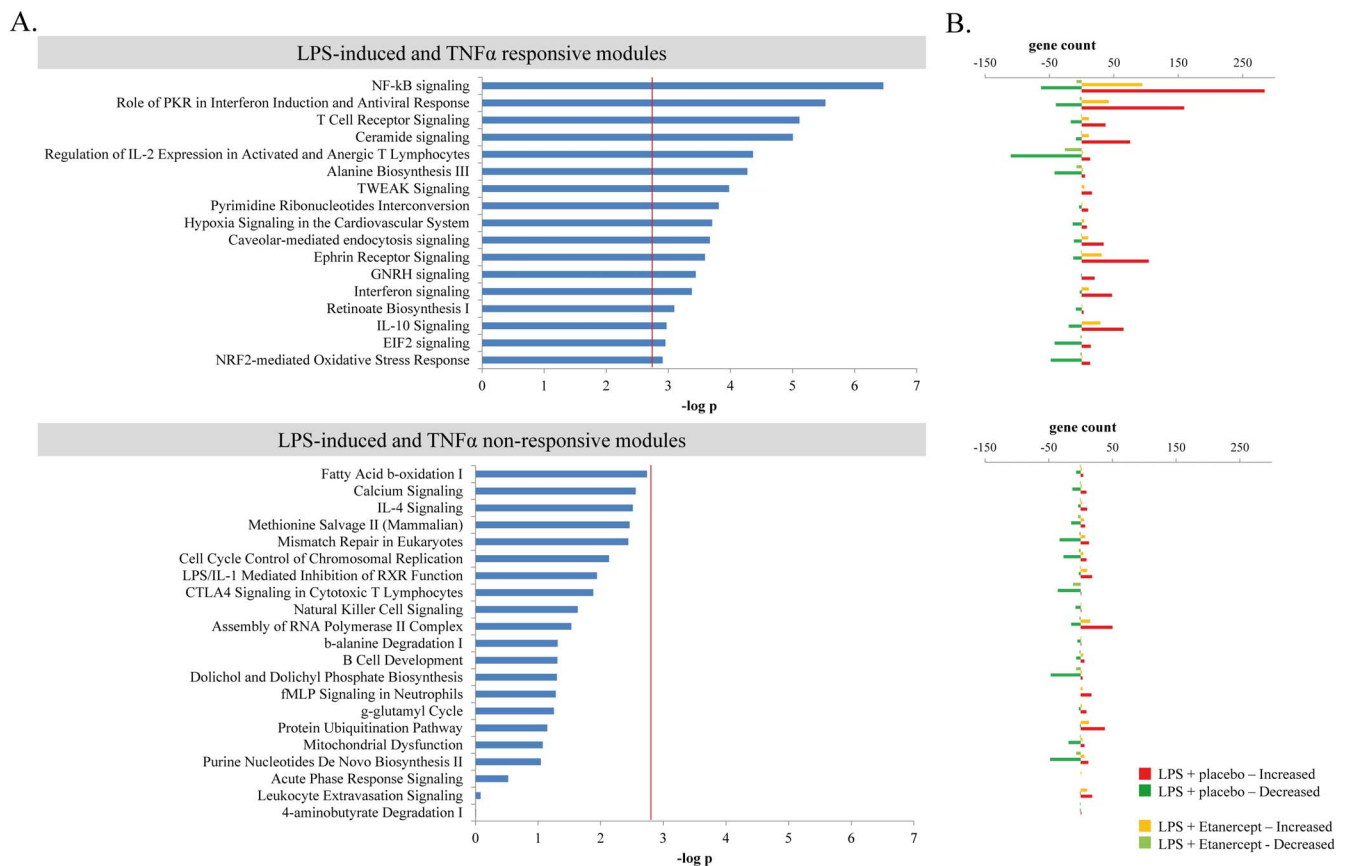 A.
LPS-induced and TNFα responsive modules
NF-kB signaling
Role of PKR in Interferon Induction and Antiviral Response
T Cell Receptor Signaling
Ceramide signaling
Regulation of IL-2 Expression in Activated and Anergic T Lymphocytes
Alanine Biosynthesis III
TWEAK Signaling
Pyrimidine Ribonucleotides Interconversion
Hypoxia Signaling in the Cardiovascular System
Caveolar-mediated endocytosis signaling
Ephrin Receptor Signaling
GNRH signaling
Interferon signaling
Retinoate Biosynthesis I
IL-10 Signaling
EIF2 signaling
NRF2-mediated Oxidative Stress Response
0 1 2 3 4 5 6 7
-log p
B.
gene count
-150 -50 50 150 250
LPS-induced and TNFα non-responsive modules
Fatty Acid b-oxidation I
Calcium Signaling
IL-4 Signaling
Methionine Salvage II (Mammalian)
Mismatch Repair in Eukaryotes
Cell Cycle Control of Chromosomal Replication
LPS/IL-1 Mediated Inhibition of RXR Function
CTLA4 Signaling in Cytotoxic T Lymphocytes
Natural Killer Cell Signaling
Assembly of RNA Polymerase II Complex
b-alanine Degradation I
B Cell Development
Dolichol and Dolichyl Phosphate Biosynthesis
fMLP Signaling in Neutrophils
g-glutamyl Cycle
Protein Ubiquitination Pathway
Mitochondrial Dysfunction
Purine Nucleotides De Novo Biosynthesis II
Acute Phase Response Signaling
Leukocyte Extravasation Signaling
4-aminobutyrate Degradation I
0 1 2 3 4 5 6 7
-log p
gene count
-150 -50 50 150 250
LPS + placebo – Increased
LPS + placebo – Decreased
LPS + Etanercept – Increased
LPS + Etanercept - Decreased